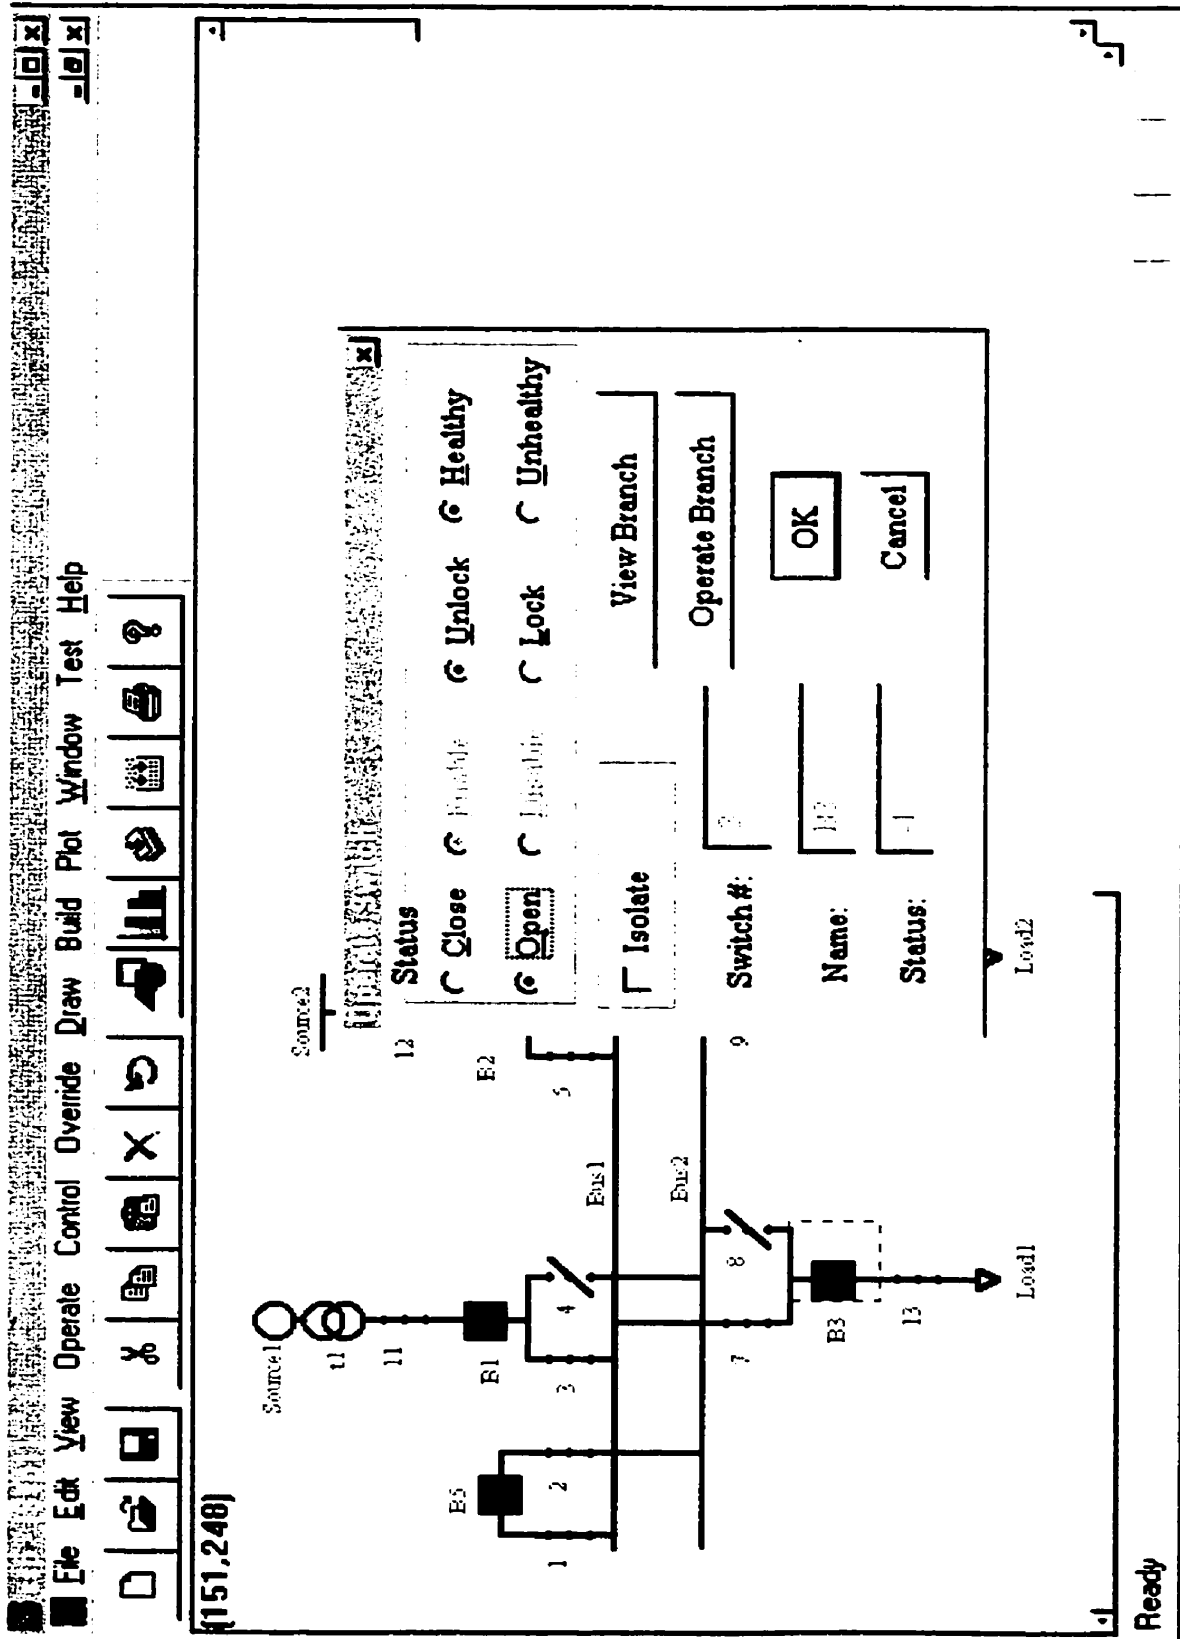 File Edit View Operate Control Override Draw Build Plot Window Test Help
(151,248)
Source1
Source2
t1
11
12
B1
B2
B5
1
2
3
4
5
Bus1
Bus2
7
8
9
B3
13
Load1
Load2
Status
Close Enable Unlock Healthy
Open Disable Lock Unhealthy
Isolate
View Branch
Switch#:
Operate Branch
Name:
OK
Status:
Cancel
Ready